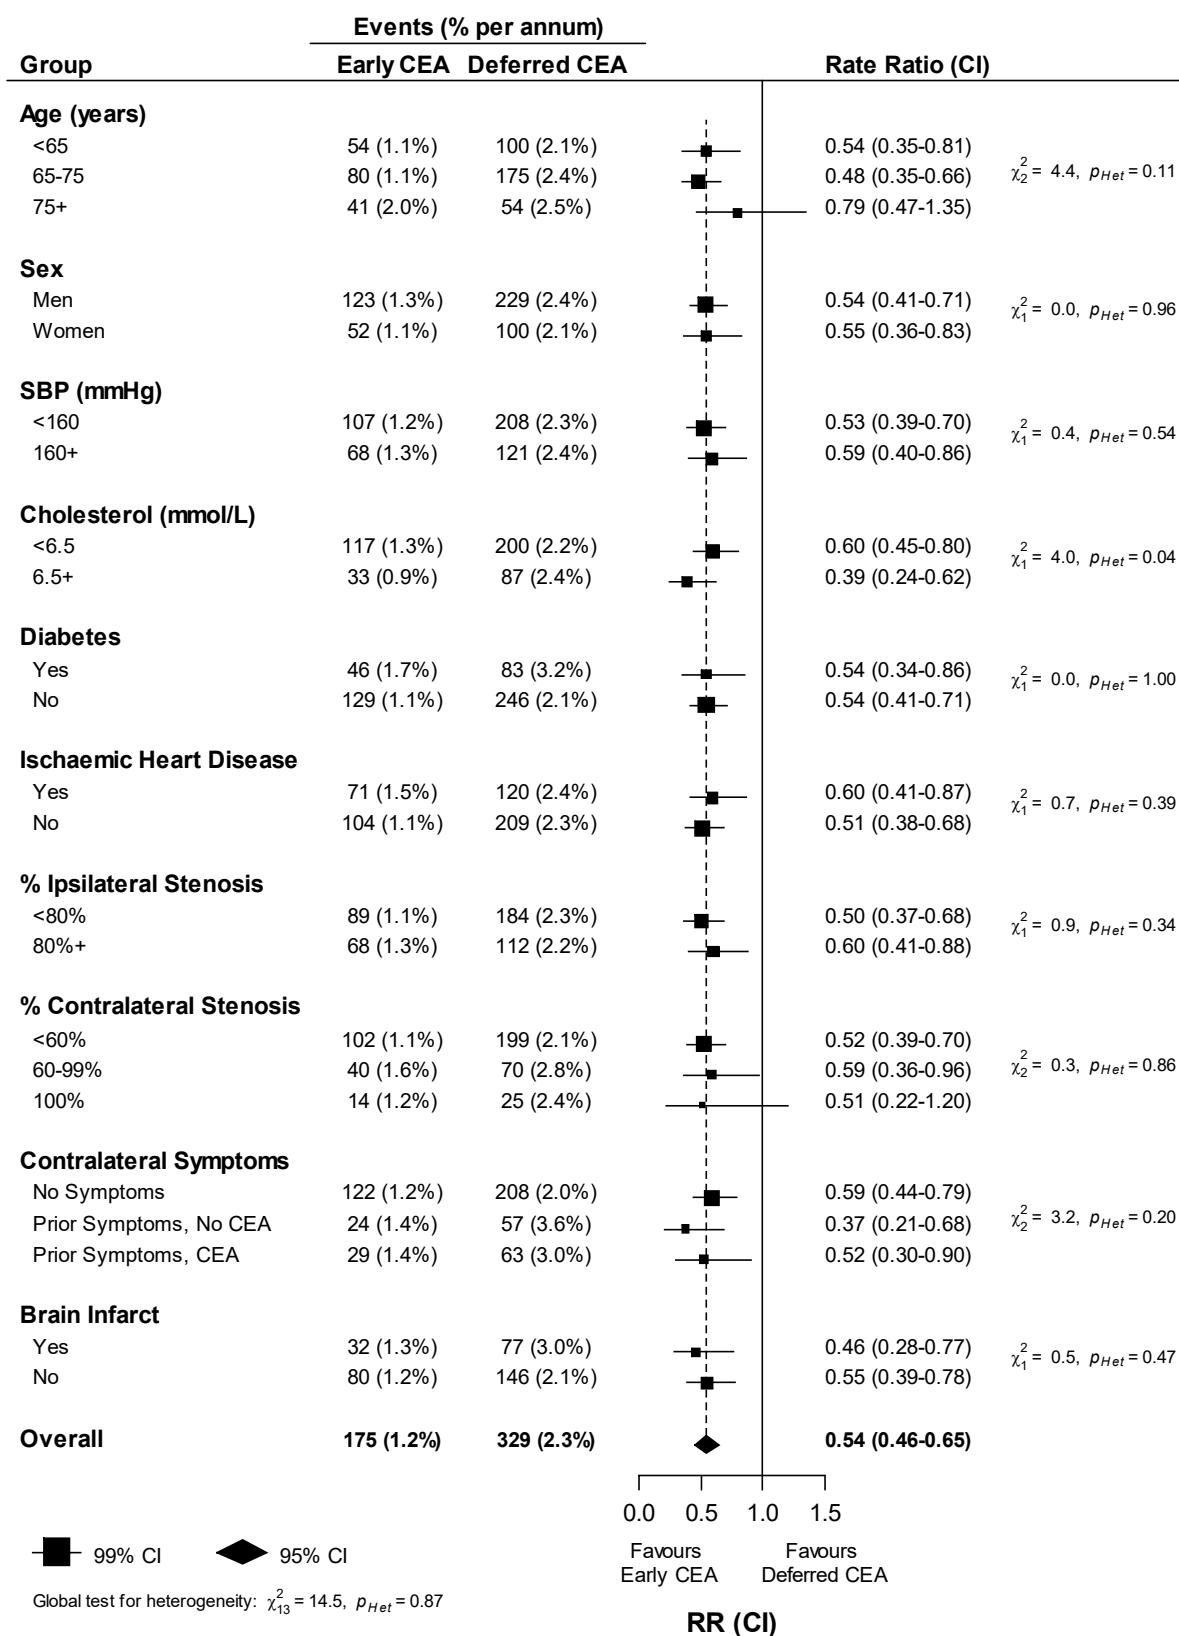 Events (% per annum)
Group Early CEA Deferred CEA Rate Ratio (CI)
Age (years)
<65 54 (1.1%) 100 (2.1%) 0.54 (0.35-0.81)
65-75 80 (1.1%) 175 (2.4%) 0.48 (0.35-0.66) χ²₂ = 4.4, pHet = 0.11
75+ 41 (2.0%) 54 (2.5%) 0.79 (0.47-1.35)
Sex
Men 123 (1.3%) 229 (2.4%) 0.54 (0.41-0.71) χ²₁ = 0.0, pHet = 0.96
Women 52 (1.1%) 100 (2.1%) 0.55 (0.36-0.83)
SBP (mmHg)
<160 107 (1.2%) 208 (2.3%) 0.53 (0.39-0.70) χ²₁ = 0.4, pHet = 0.54
160+ 68 (1.3%) 121 (2.4%) 0.59 (0.40-0.86)
Cholesterol (mmol/L)
<6.5 117 (1.3%) 200 (2.2%) 0.60 (0.45-0.80) χ²₁ = 4.0, pHet = 0.04
6.5+ 33 (0.9%) 87 (2.4%) 0.39 (0.24-0.62)
Diabetes
Yes 46 (1.7%) 83 (3.2%) 0.54 (0.34-0.86) χ²₁ = 0.0, pHet = 1.00
No 129 (1.1%) 246 (2.1%) 0.54 (0.41-0.71)
Ischaemic Heart Disease
Yes 71 (1.5%) 120 (2.4%) 0.60 (0.41-0.87) χ²₁ = 0.7, pHet = 0.39
No 104 (1.1%) 209 (2.3%) 0.51 (0.38-0.68)
% Ipsilateral Stenosis
<80% 89 (1.1%) 184 (2.3%) 0.50 (0.37-0.68) χ²₁ = 0.9, pHet = 0.34
80%+ 68 (1.3%) 112 (2.2%) 0.60 (0.41-0.88)
% Contralateral Stenosis
<60% 102 (1.1%) 199 (2.1%) 0.52 (0.39-0.70)
60-99% 40 (1.6%) 70 (2.8%) 0.59 (0.36-0.96) χ²₂ = 0.3, pHet = 0.86
100% 14 (1.2%) 25 (2.4%) 0.51 (0.22-1.20)
Contralateral Symptoms
No Symptoms 122 (1.2%) 208 (2.0%) 0.59 (0.44-0.79)
Prior Symptoms, No CEA 24 (1.4%) 57 (3.6%) 0.37 (0.21-0.68) χ²₂ = 3.2, pHet = 0.20
Prior Symptoms, CEA 29 (1.4%) 63 (3.0%) 0.52 (0.30-0.90)
Brain Infarct
Yes 32 (1.3%) 77 (3.0%) 0.46 (0.28-0.77) χ²₁ = 0.5, pHet = 0.47
No 80 (1.2%) 146 (2.1%) 0.55 (0.39-0.78)
Overall 175 (1.2%) 329 (2.3%) 0.54 (0.46-0.65)
0.0 0.5 1.0 1.5
99% CI 95% CI
Favours Early CEA
Favours Deferred CEA
Global test for heterogeneity: χ²₁₃ = 14.5, pHet = 0.87
RR (CI)